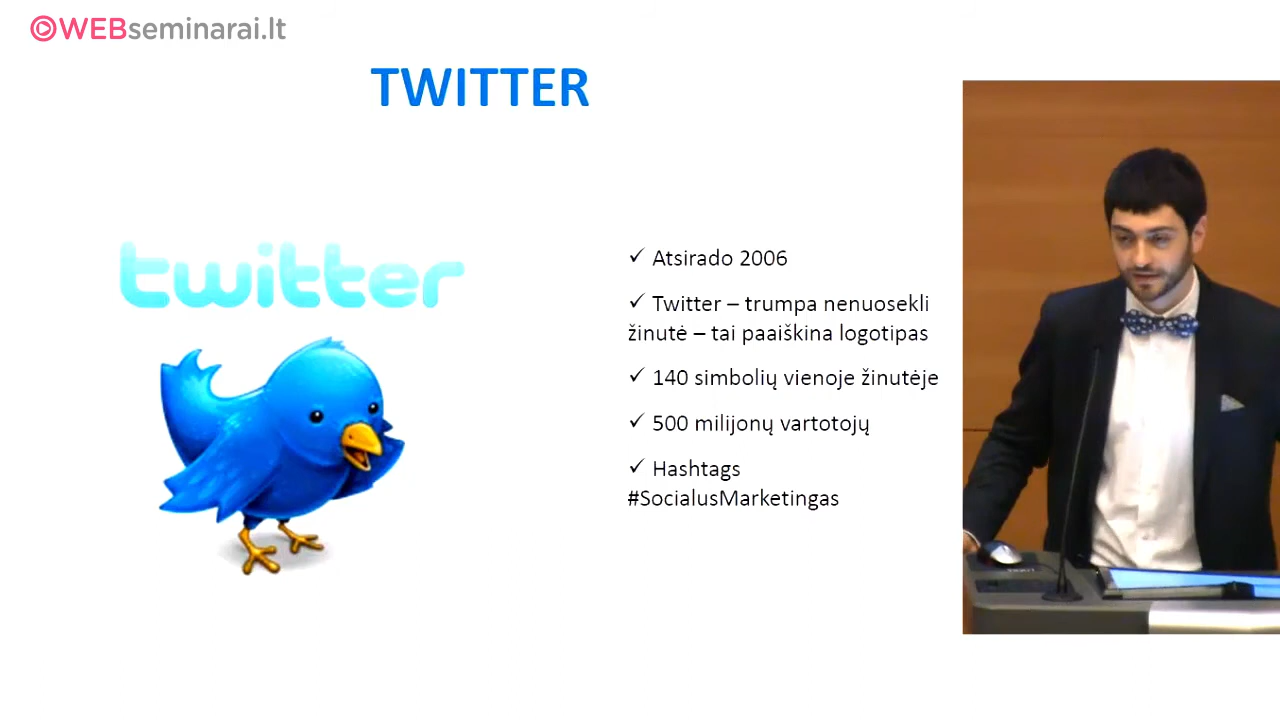 WEBseminarai.lt
TWITTER
twitter
✓ Atsirado 2006
✓ Twitter – trumpa nenuosekli
žinutė – tai paaiškina logotipas
✓ 140 simbolių vienoje žinutėje
✓ 500 milijonų vartotojų
✓ Hashtags
#SocialusMarketingas